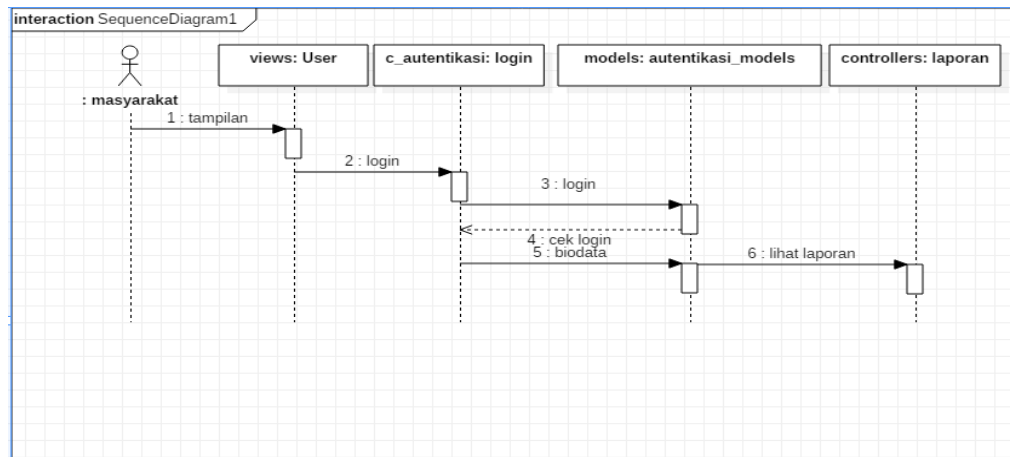 interaction SequenceDiagram1
views: User
c_autentikasi: login
models: autentikasi_models
controllers: laporan
: masyarakat
1 : tampilan
2 : login
3 : login
4 : cek login
5 : biodata
6 : lihat laporan